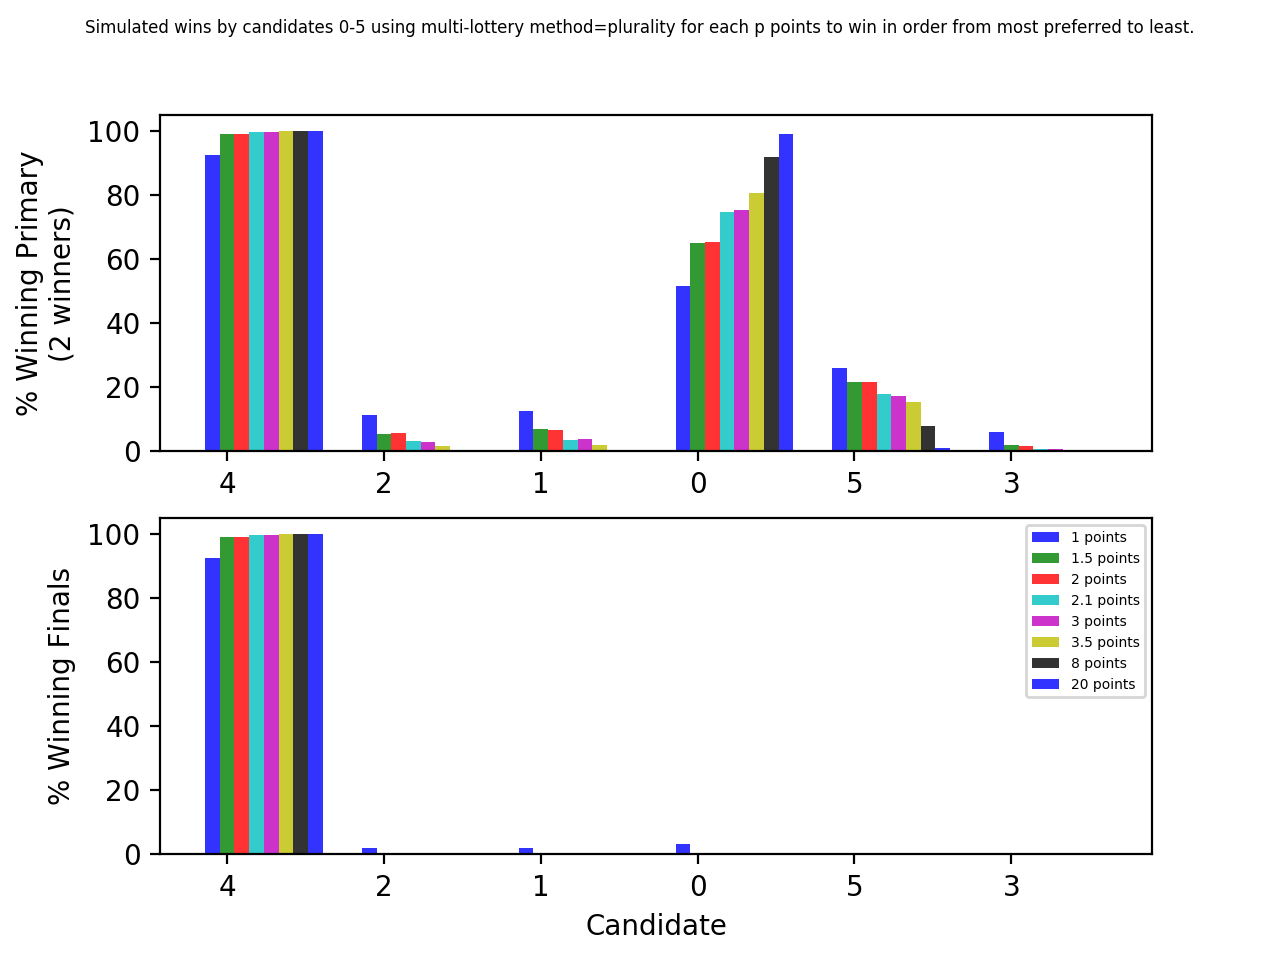 Simulated wins by candidates 0-5 using multi-lottery method=plurality for each p points to win in order from most preferred to least.
% Winning Primary
(2 winners)
100
80
60
40
20
0
4 2 1 0 5 3
% Winning Finals
100
80
60
40
20
0
1 points
1.5 points
2 points
2.1 points
3 points
3.5 points
8 points
20 points
4 2 1 0 5 3
Candidate